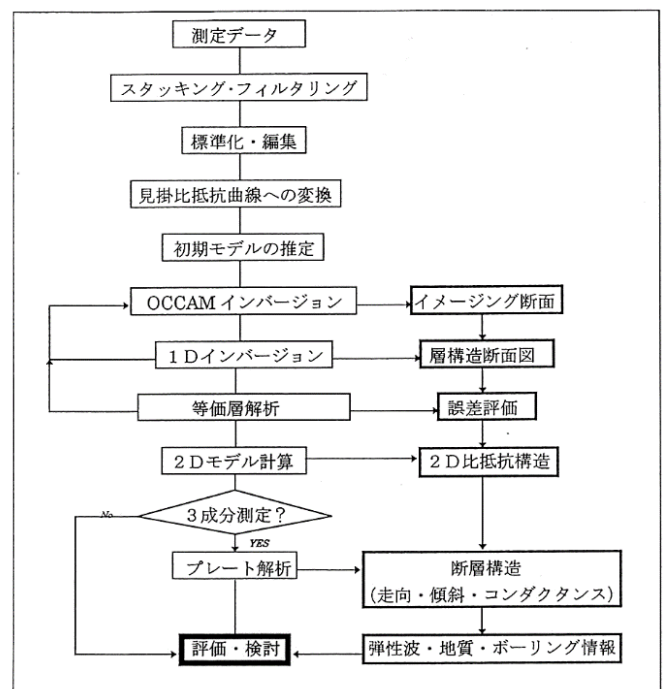 測定データ
スタッキング・フィルタリング
標準化・編集
見掛比抵抗曲線への変換
初期モデルの推定
OCCAM インバージョン
イメージング断面
１Ｄインバージョン
層構造断面図
等価層解析
誤差評価
２Ｄモデル計算
２Ｄ比抵抗構造
３成分測定？
No
YES
プレート解析
断層構造
(走向・傾斜・コンダクタンス)
評価・検討
弾性波・地質・ボーリング情報